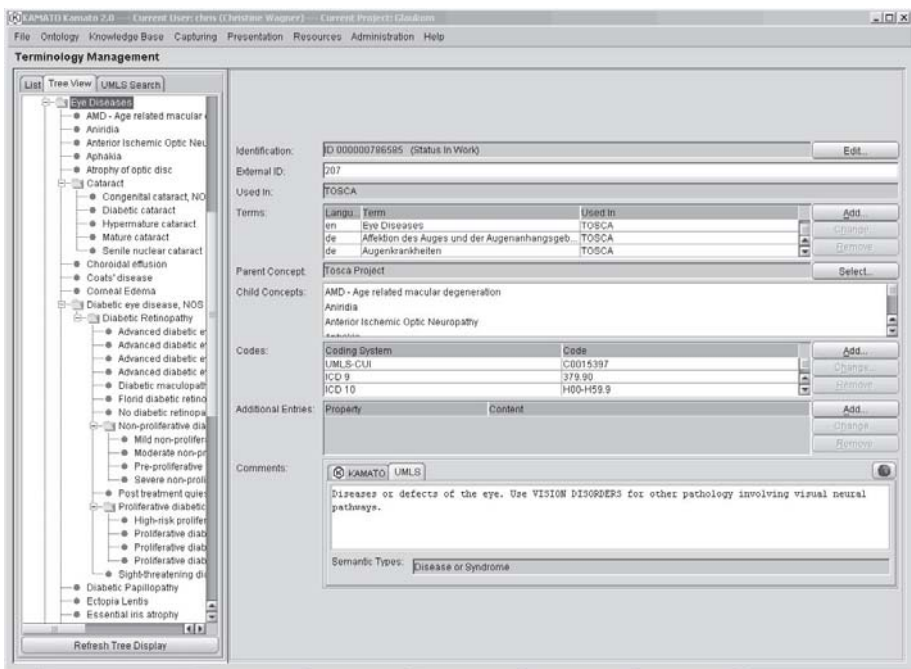 KAMATO Kamato 2.0 --- Current User: chris (Christine Wagner) --- Current Project: Glaukom
File Ontology Knowledge Base Capturing Presentation Resources Administration Help
Terminology Management
List Tree View UMLS Search
Eye Diseases
AMD - Age related macular
Aniridia
Anterior Ischemic Optic Neu
Aphakia
Atrophy of optic disc
Cataract
Congenital cataract, NO
Diabetic cataract
Hypermature cataract
Mature cataract
Senile nuclear cataract
Choroidal effusion
Coats' disease
Corneal Edema
Diabetic eye disease, NOS
Diabetic Retinopathy
Advanced diabetic e
Advanced diabetic e
Advanced diabetic e
Advanced diabetic e
Diabetic maculopath
Florid diabetic retino
No diabetic retinopa
Non-proliferative dia
Mild non-prolifer
Moderate non-pr
Pre-proliferative
Severe non-proli
Post treatment quies
Proliferative diabetic
High-risk prolifer
Proliferative diab
Proliferative diab
Proliferative diab
Sight-threatening di
Diabetic Papillopathy
Ectopia Lentis
Essential iris atrophy
Refresh Tree Display
Identification: ID 000000786585 (Status In Work) Edit...
External ID: 207
Used In: TOSCA
Terms: Langu... Term Used In Add...
en Eye Diseases TOSCA Change...
de Affektion des Auges und der Augenanhangsgeb... TOSCA
de Augenkrankheiten TOSCA Remove
Parent Concept: Tosca Project Select...
Child Concepts: AMD - Age related macular degeneration
Aniridia
Anterior Ischemic Optic Neuropathy
Aphakia
Codes: Coding System Code Add...
UMLS-CUI C0015397 Change...
ICD 9 379.90
ICD 10 H00-H59.9 Remove
Additional Entries: Property Content Add...
Change...
Remove
Comments: KAMATO UMLS
Diseases or defects of the eye. Use VISION DISORDERS for other pathology involving visual neural
pathways.
Semantic Types: Disease or Syndrome